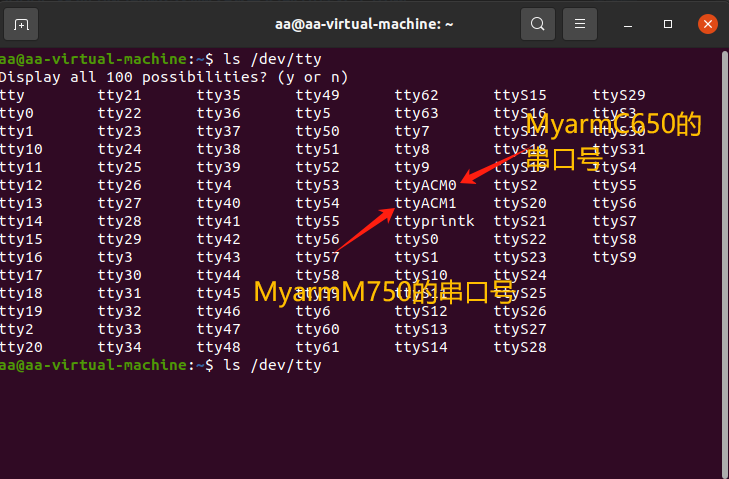 aa@aa-virtual-machine: ~
aa@aa-virtual-machine:~$ ls /dev/tty
Display all 100 possibilities? (y or n)
tty tty21 tty35 tty49 tty62 ttyS15 ttyS29
tty0 tty22 tty36 tty5 tty63 ttyS16 ttyS3
tty1 tty23 tty37 tty50 tty7 ttyS17 ttyS30
tty10 tty24 tty38 tty51 tty8 ttyS18 ttyS31
tty11 tty25 tty39 tty52 tty9 ttyS19 ttyS4
tty12 tty26 tty4 tty53 ttyACM0 ttyS2 ttyS5
tty13 tty27 tty40 tty54 ttyACM1 ttyS20 ttyS6
tty14 tty28 tty41 tty55 ttyprintk ttyS21 ttyS7
tty15 tty29 tty42 tty56 ttyS0 ttyS22 ttyS8
tty16 tty3 tty43 tty57 ttyS1 ttyS23 ttyS9
tty17 tty30 tty44 tty58 ttyS10 ttyS24
tty18 tty31 tty45 tty59 ttyS11 ttyS25
tty19 tty32 tty46 tty6 ttyS12 ttyS26
tty2 tty33 tty47 tty60 ttyS13 ttyS27
tty20 tty34 tty48 tty61 ttyS14 ttyS28
aa@aa-virtual-machine:~$ ls /dev/tty
MyarmC650的
串口号
MyarmM750的串口号